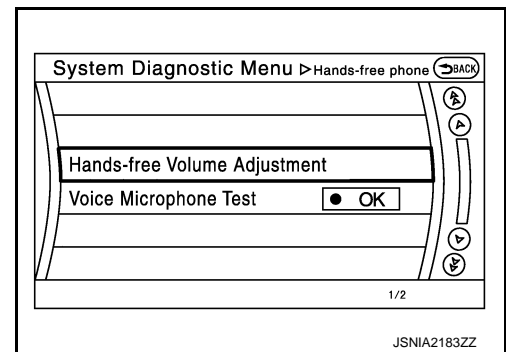 System Diagnostic Menu ▷Hands-free phone BACK
Hands-free Volume Adjustment
Voice Microphone Test ● OK
1/2
JSNIA2183ZZ